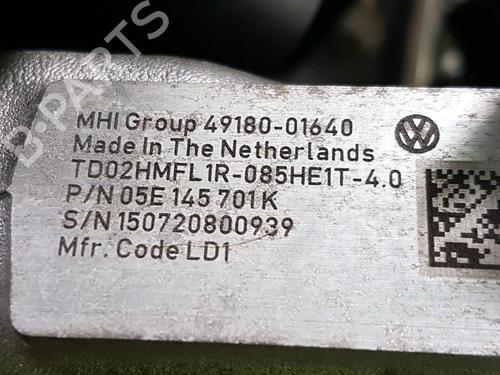 MHI Group 49180-01640
Made In The Netherlands
TD02HMFL1R-085HE1T-4.0
P/N 05E 145 701 K
S/N 150720800939
Mfr. Code LD1
B-PARTS